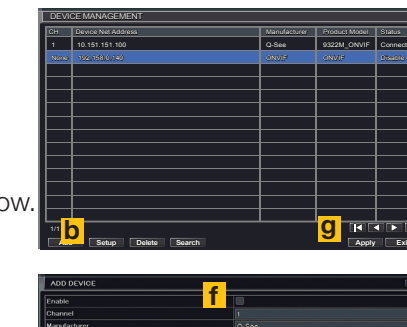 DEVICE MANAGEMENT
CH Device Net Address Manufacturer Product Model Status
1 10.151.151.100 Q-See 9322M_ONVIF Connect
None 192.168.0.140 ONVIF ONVIF Disable
ow.
1/1 b g
Setup Delete Search Apply Exi
ADD DEVICE
f
Enable
Channel 1
Manufacturer Q-See